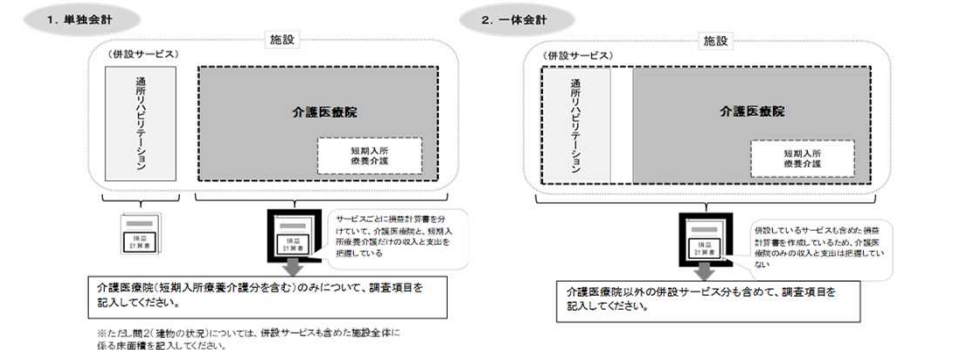 1. 単独会計
施設
(併設サービス)
通所リハビリテーション
介護医療院
短期入所
療養介護
損益
計算書
サービスごとに損益計算書を分
けていて、介護医療院と、短期入
所療養介護だけの収入と支出を
把握している
介護医療院(短期入所療養介護分を含む)のみについて、調査項目を
記入してください。
※ただし問2(建物の状況)については、併設サービスも含めた施設全体に
係る床面積を記入してください。
2. 一体会計
施設
(併設サービス)
通所リハビリテーション
介護医療院
短期入所
療養介護
損益
計算書
併設しているサービスも含めた損益
計算書を作成しているため、介護医
療院のみの収入と支出は把握してい
ない
介護医療院以外の併設サービス分も含めて、調査項目を
記入してください。